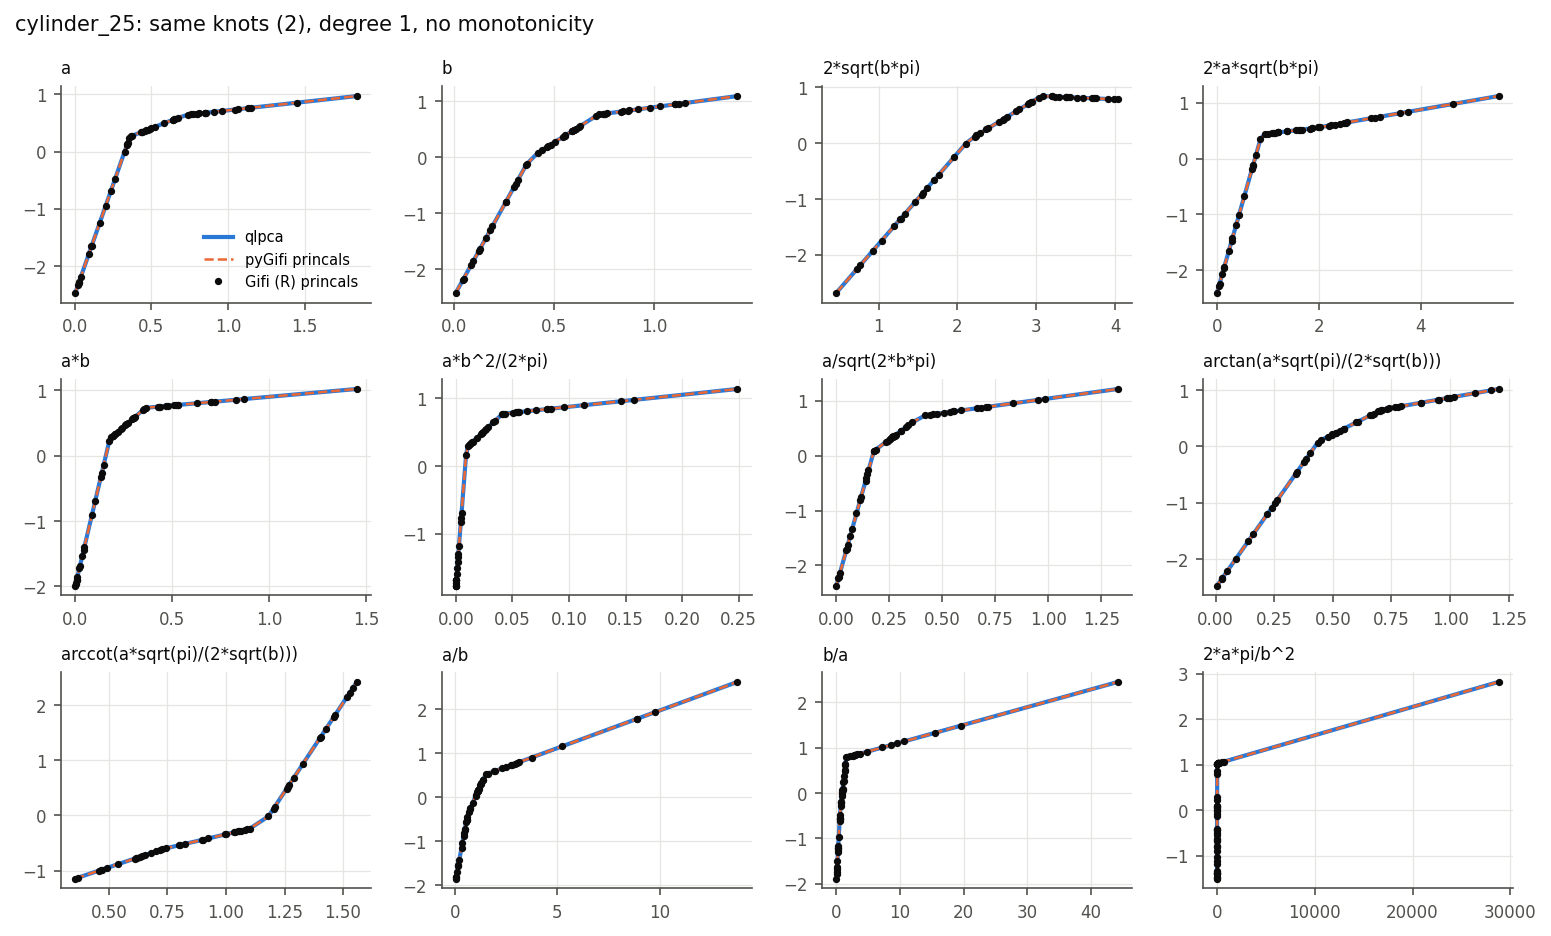 cylinder_25: same knots (2), degree 1, no monotonicity
a
b
2*sqrt(b*pi)
2*a*sqrt(b*pi)
1
0
−1
−2
0.0 0.5 1.0 1.5
qlpca
pyGifi princals
Gifi (R) princals
1
0
−1
−2
0.0 0.5 1.0
1
0
−1
−2
1 2 3 4
1
0
−1
−2
0 2 4
a*b
a*b^2/(2*pi)
a/sqrt(2*b*pi)
arctan(a*sqrt(pi)/(2*sqrt(b)))
1
0
−1
−2
0.0 0.5 1.0 1.5
1
0
−1
0.00 0.05 0.10 0.15 0.20 0.25
1
0
−1
−2
0.00 0.25 0.50 0.75 1.00 1.25
1
0
−1
−2
0.00 0.25 0.50 0.75 1.00 1.25
arccot(a*sqrt(pi)/(2*sqrt(b)))
a/b
b/a
2*a*pi/b^2
2
1
0
−1
0.50 0.75 1.00 1.25 1.50
2
1
0
−1
−2
0 5 10
2
1
0
−1
−2
0 10 20 30 40
3
2
1
0
−1
0 10000 20000 30000